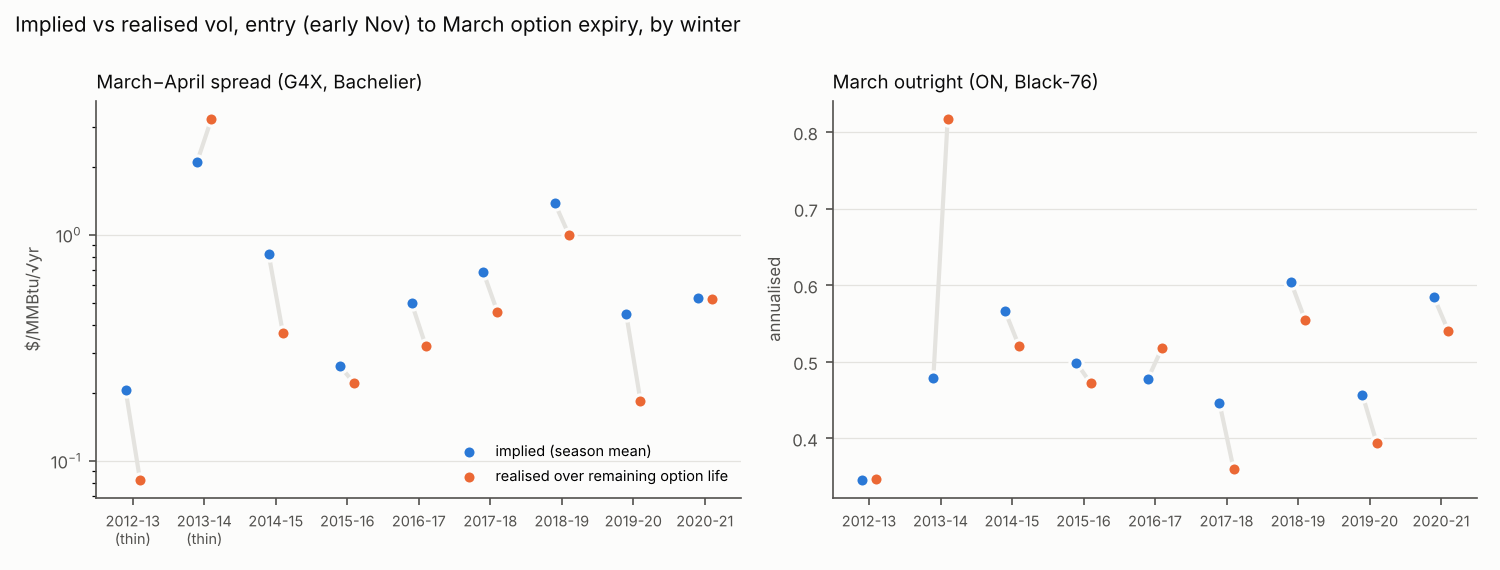 Implied vs realised vol, entry (early Nov) to March option expiry, by winter
March−April spread (G4X, Bachelier)
$/MMBtu/√yr
10⁰
10⁻¹
implied (season mean)
realised over remaining option life
2012-13 2013-14 2014-15 2015-16 2016-17 2017-18 2018-19 2019-20 2020-21
(thin) (thin)
March outright (ON, Black-76)
annualised
0.8
0.7
0.6
0.5
0.4
2012-13 2013-14 2014-15 2015-16 2016-17 2017-18 2018-19 2019-20 2020-21